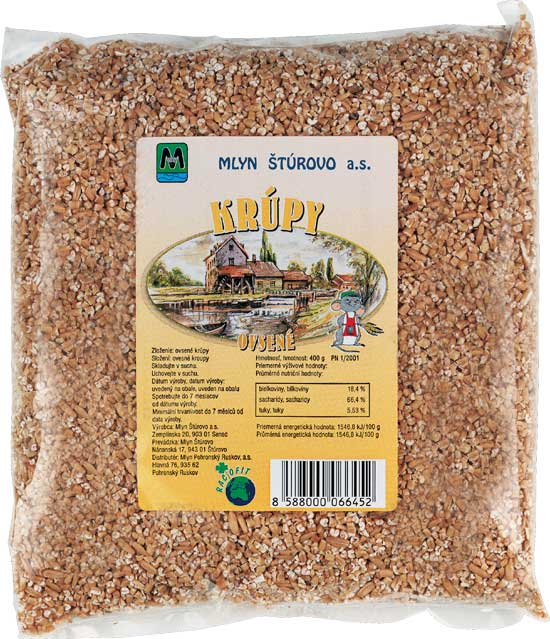 M
MLYN ŠTÚROVO a.s.
KRÚPY
OVSENÉ
Zloženie: ovsené krúpy
Složení: ovesné kroupy
Skladujte v suchu.
Uchovejte v suchu.
Dátum výroby, datum výroby:
uvedený na obale, uveden na obalu
Spotrebujte do 7 mesiacov
od dátumu výroby.
Minimální trvanlivost do 7 měsíců od
data výroby.
Výrobca: Mlyn Štúrovo a.s.
Zemplínska 20, 903 01 Senec
Prevádzka: Mlyn Štúrovo
Nánanská 17, 943 01 Štúrovo
Distribútér: Mlyn Pohronský Ruskov, a.s.
Hlavná 76, 935 62
Pohronský Ruskov
Hmotnosť, hmotnost: 400 g PN 1/2001
Priemerné výživové hodnoty:
Průměrné nutriční hodnoty:
bielkoviny, bílkoviny 18,4 %
sacharidy, sacharidy 66,4 %
tuky, tuky 5,53 %
Priemerná energetická hodnota: 1546,8 kJ/100 g
Průměrná energetická hodnota: 1546,8 kJ/100 g
RACIOFIT
8 588000 066452